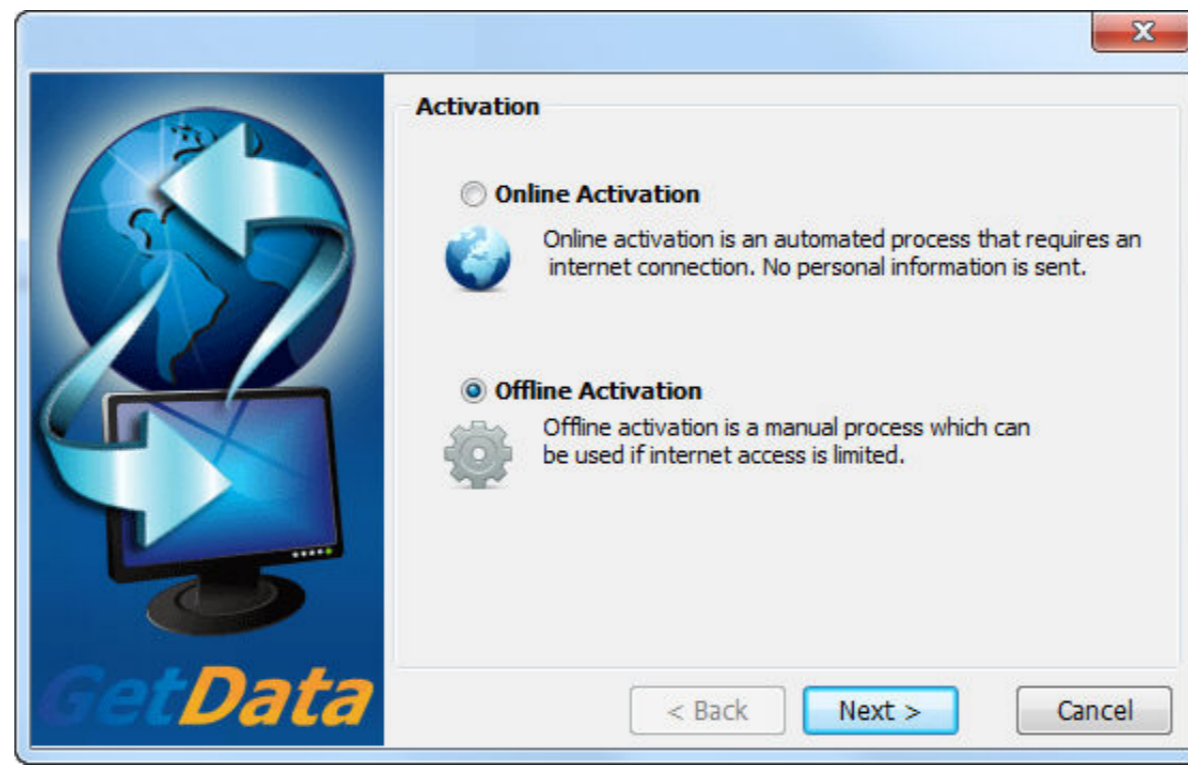 Activation
Online Activation
Online activation is an automated process that requires an
internet connection. No personal information is sent.
Offline Activation
Offline activation is a manual process which can
be used if internet access is limited.
GetData
< Back
Next >
Cancel